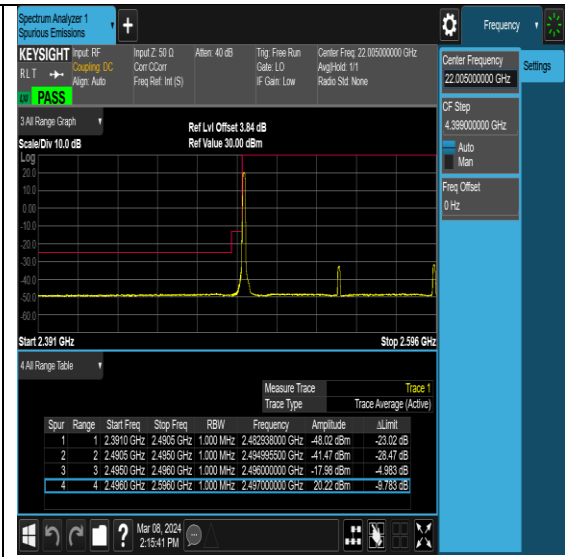 Spectrum Analyzer 1
Spurious Emissions
+
Frequency
KEYSIGHT Input: RF Input Z: 50 Ω Atten: 40 dB Trig: Free Run Center Freq: 22.005000000 GHz
R L T Coupling: DC Corr CCorr Gate: LO Avg|Hold: 1/1
Align: Auto Freq Ref: Int (S) IF Gain: Low Radio Std: None
PASS
Center Frequency
22.005000000 GHz
Settings
CF Step
4.399000000 GHz
Auto
Man
Freq Offset
0 Hz
3 All Range Graph
Ref Lvl Offset 3.84 dB
Scale/Div 10.0 dB Ref Value 30.00 dBm
Log
20.0
10.0
0.00
-10.0
-20.0
-30.0
-40.0
-50.0
-60.0
Start 2.391 GHz Stop 2.596 GHz
4 All Range Table
Measure Trace Trace 1
Trace Type Trace Average (Active)
Spur Range Start Freq Stop Freq RBW Frequency Amplitude ΔLimit
1 1 2.3910 GHz 2.4905 GHz 1.000 MHz 2.482938000 GHz -48.02 dBm -23.02 dB
2 2 2.4905 GHz 2.4950 GHz 1.000 MHz 2.494995500 GHz -41.47 dBm -28.47 dB
3 3 2.4950 GHz 2.4960 GHz 1.000 MHz 2.496000000 GHz -17.98 dBm -4.983 dB
4 4 2.4960 GHz 2.5960 GHz 1.000 MHz 2.497000000 GHz 20.22 dBm -9.783 dB
? Mar 08, 2024
2:15:41 PM